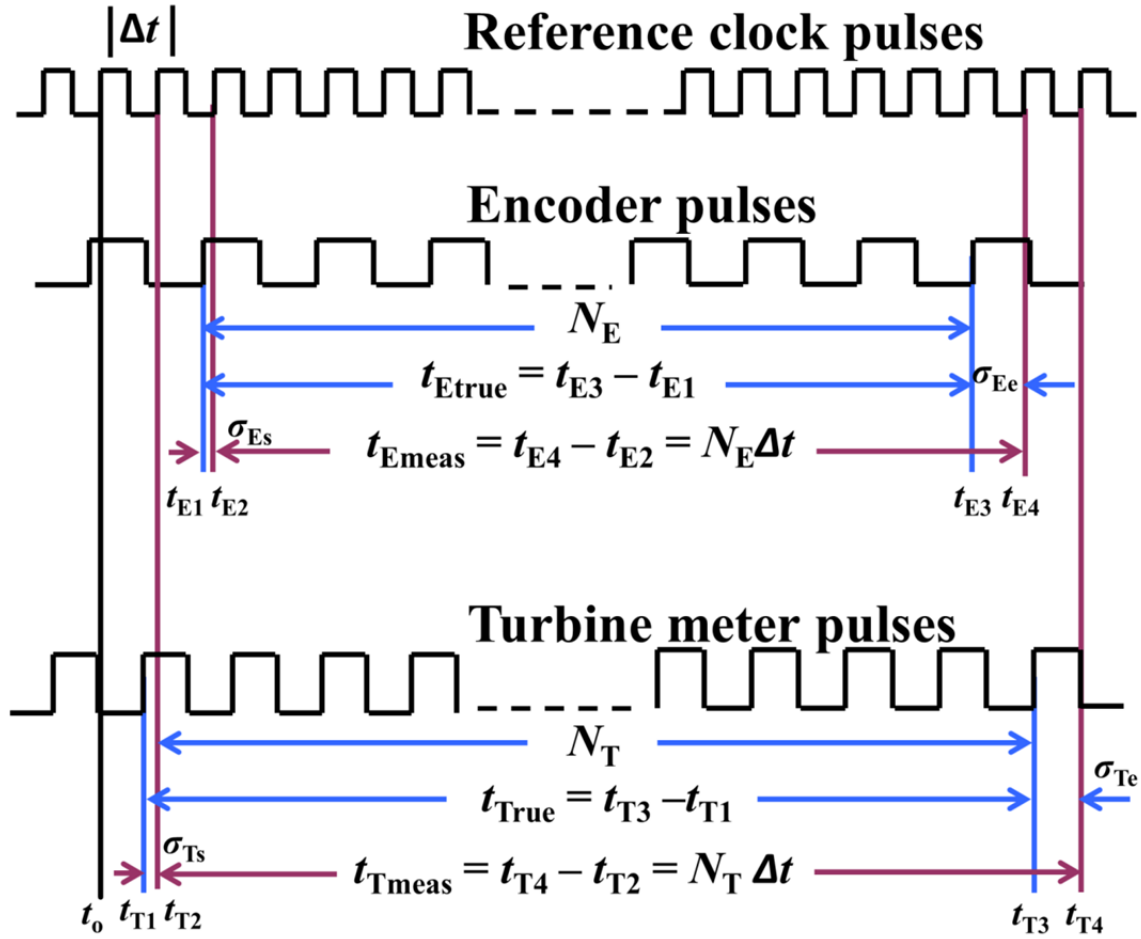 |Δt|
Reference clock pulses
Encoder pulses
N_E
t_Etrue = t_E3 – t_E1
σ_Ee
σ_Es
t_Emeas = t_E4 – t_E2 = N_E Δt
t_E1 t_E2
t_E3 t_E4
Turbine meter pulses
N_T
σ_Te
t_True = t_T3 –t_T1
σ_Ts
t_Tmeas = t_T4 – t_T2 = N_T Δt
t_o t_T1 t_T2
t_T3 t_T4